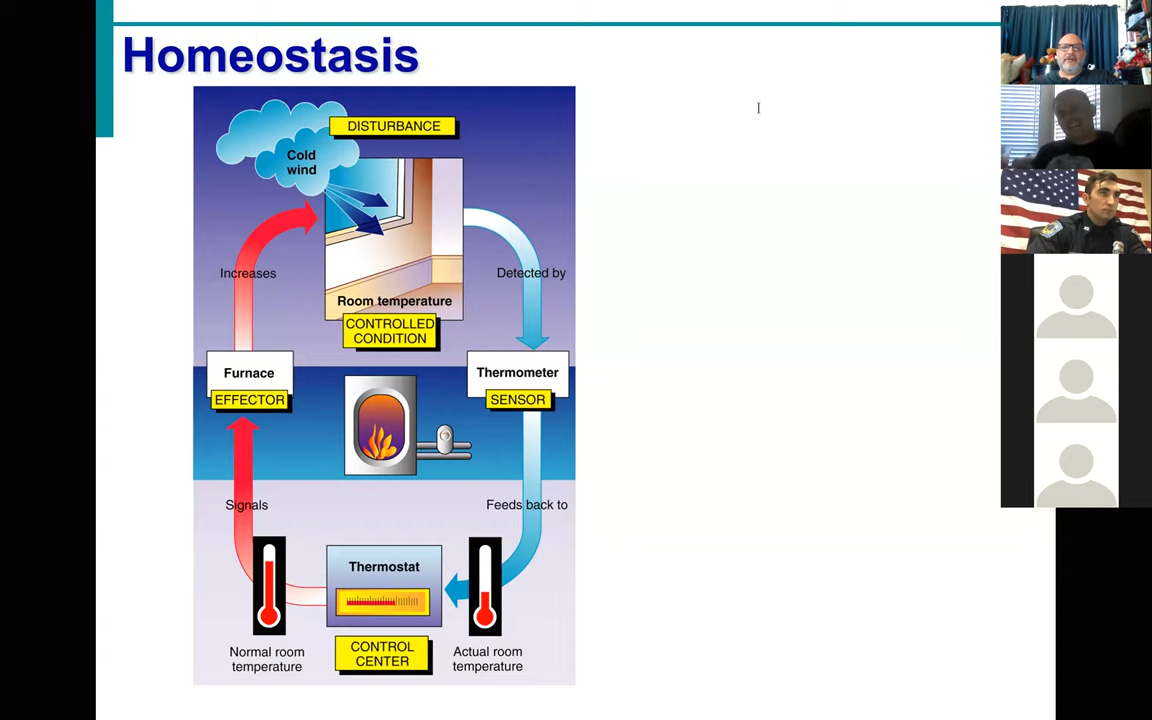 Homeostasis
DISTURBANCE
Cold
wind
Increases
Detected by
Room temperature
CONTROLLED
CONDITION
Furnace
EFFECTOR
Thermometer
SENSOR
Signals
Feeds back to
Thermostat
Normal room
temperature
CONTROL
CENTER
Actual room
temperature